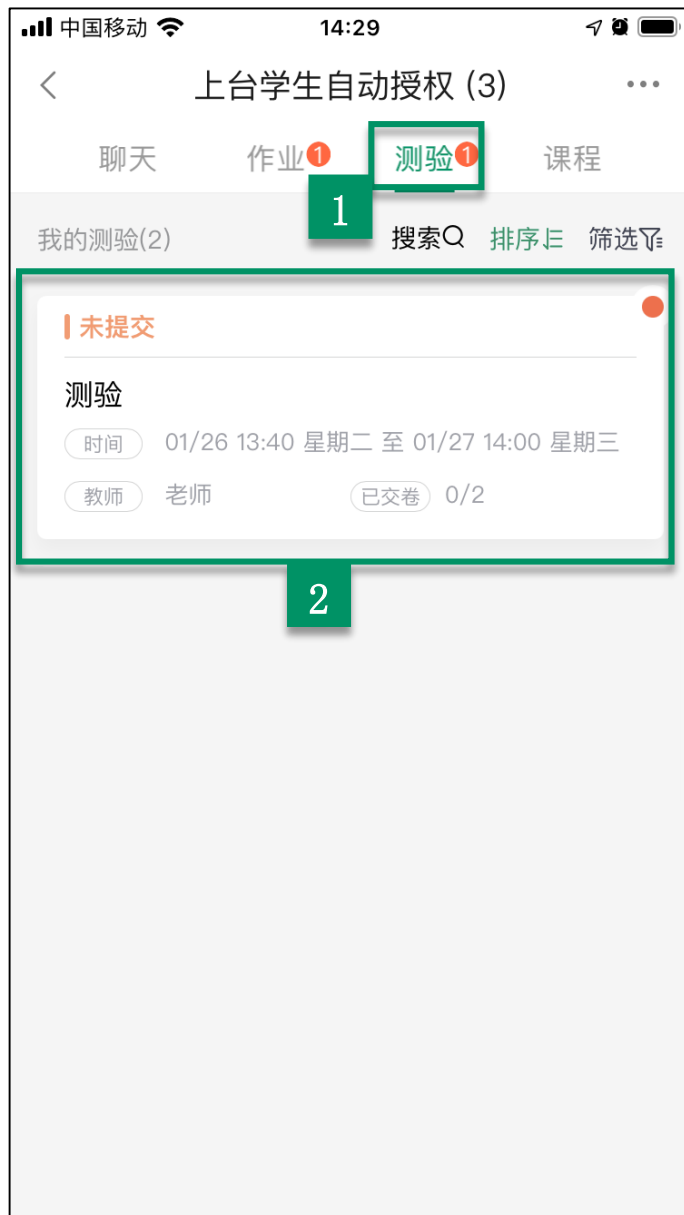 中国移动 14:29
上台学生自动授权 (3)
聊天 作业1 测验1 课程
1
我的测验(2) 搜索 排序 筛选
未提交
测验
时间 01/26 13:40 星期二 至 01/27 14:00 星期三
教师 老师 已交卷 0/2
2